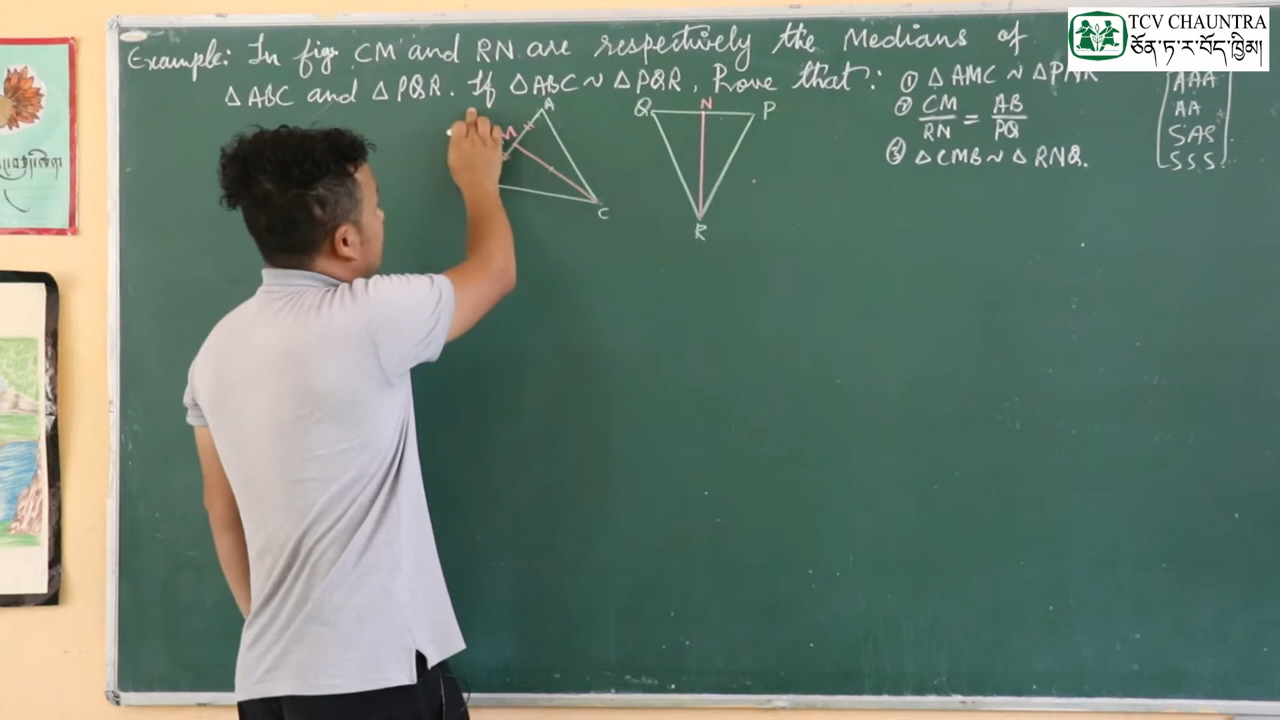 TCV CHAUNTRA
ཅོན་ཏ་ར་བོད་ཁྱིམ།
Example: In fig CM and RN are respectively the Medians of
△ABC and △PQR. If △ABC ~ △PQR, Prove that: ① △AMC ~ △PNR
② CM/RN = AB/PQ
③ △CMB ~ △RNQ.
AAA
AA
SAS
SSS
A
M
C
Q N P
R